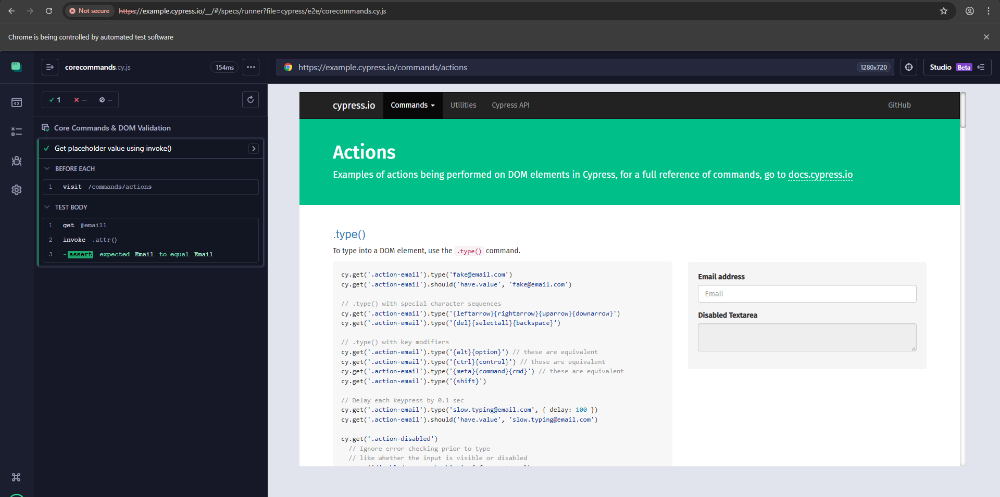 Not secure https://example.cypress.io/__/#/specs/runner?file=cypress/e2e/corecommands.cy.js
Chrome is being controlled by automated test software
corecommands.cy.js 154ms
1 -- --
Core Commands & DOM Validation
Get placeholder value using invoke()
BEFORE EACH
1 visit /commands/actions
TEST BODY
1 get #email1
2 invoke .attr()
3 -assert expected Email to equal Email
https://example.cypress.io/commands/actions 1280x720 Studio Beta
cypress.io Commands Utilities Cypress API GitHub
Actions
Examples of actions being performed on DOM elements in Cypress, for a full reference of commands, go to docs.cypress.io
.type()
To type into a DOM element, use the .type() command.
cy.get('.action-email').type('fake@email.com')
cy.get('.action-email').should('have.value', 'fake@email.com')
// .type() with special character sequences
cy.get('.action-email').type('{leftarrow}{rightarrow}{uparrow}{downarrow}')
cy.get('.action-email').type('{del}{selectall}{backspace}')
// .type() with key modifiers
cy.get('.action-email').type('{alt}{option}') // these are equivalent
cy.get('.action-email').type('{ctrl}{control}') // these are equivalent
cy.get('.action-email').type('{meta}{command}{cmd}') // these are equivalent
cy.get('.action-email').type('{shift}')
// Delay each keypress by 0.1 sec
cy.get('.action-email').type('slow.typing@email.com', { delay: 100 })
cy.get('.action-email').should('have.value', 'slow.typing@email.com')
cy.get('.action-disabled')
// Ignore error checking prior to type
// like whether the input is visible or disabled
Email address
Email
Disabled Textarea